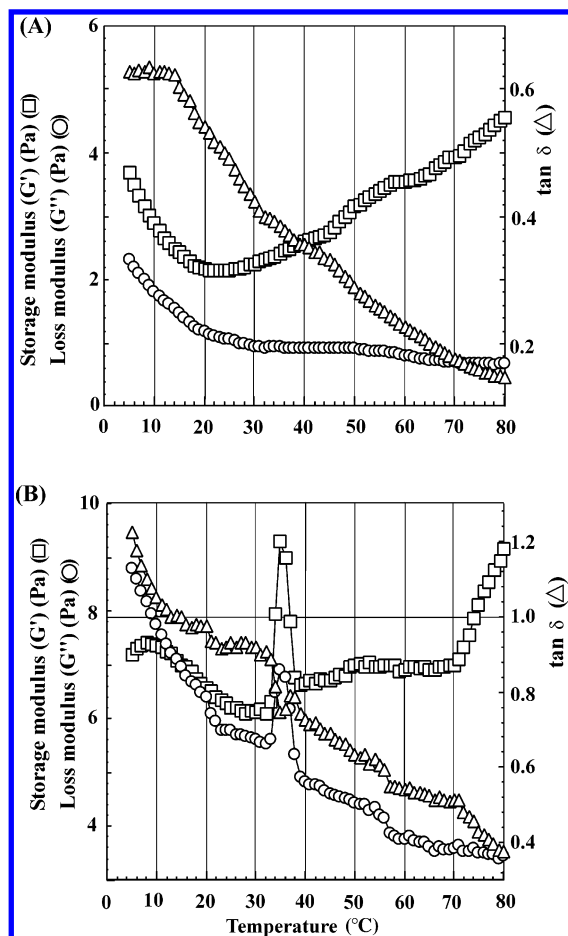 (A)
6
4
2
0
Storage modulus (G') (Pa) □
Loss modulus (G") (Pa) ○
0.6
0.4
0.2
tan δ (△)
0 10 20 30 40 50 60 70 80
(B)
10
8
6
4
Storage modulus (G') (Pa) □
Loss modulus (G") (Pa) ○
1.2
1.0
0.8
0.6
0.4
tan δ (△)
0 10 20 30 40 50 60 70 80
Temperature (°C)